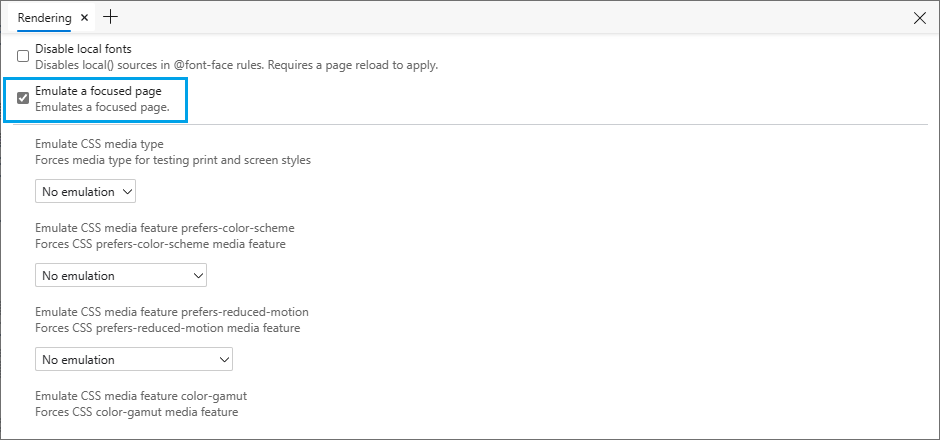 Rendering
Disable local fonts
Disables local() sources in @font-face rules. Requires a page reload to apply.
Emulate a focused page
Emulates a focused page.
Emulate CSS media type
Forces media type for testing print and screen styles
No emulation
Emulate CSS media feature prefers-color-scheme
Forces CSS prefers-color-scheme media feature
No emulation
Emulate CSS media feature prefers-reduced-motion
Forces CSS prefers-reduced-motion media feature
No emulation
Emulate CSS media feature color-gamut
Forces CSS color-gamut media feature